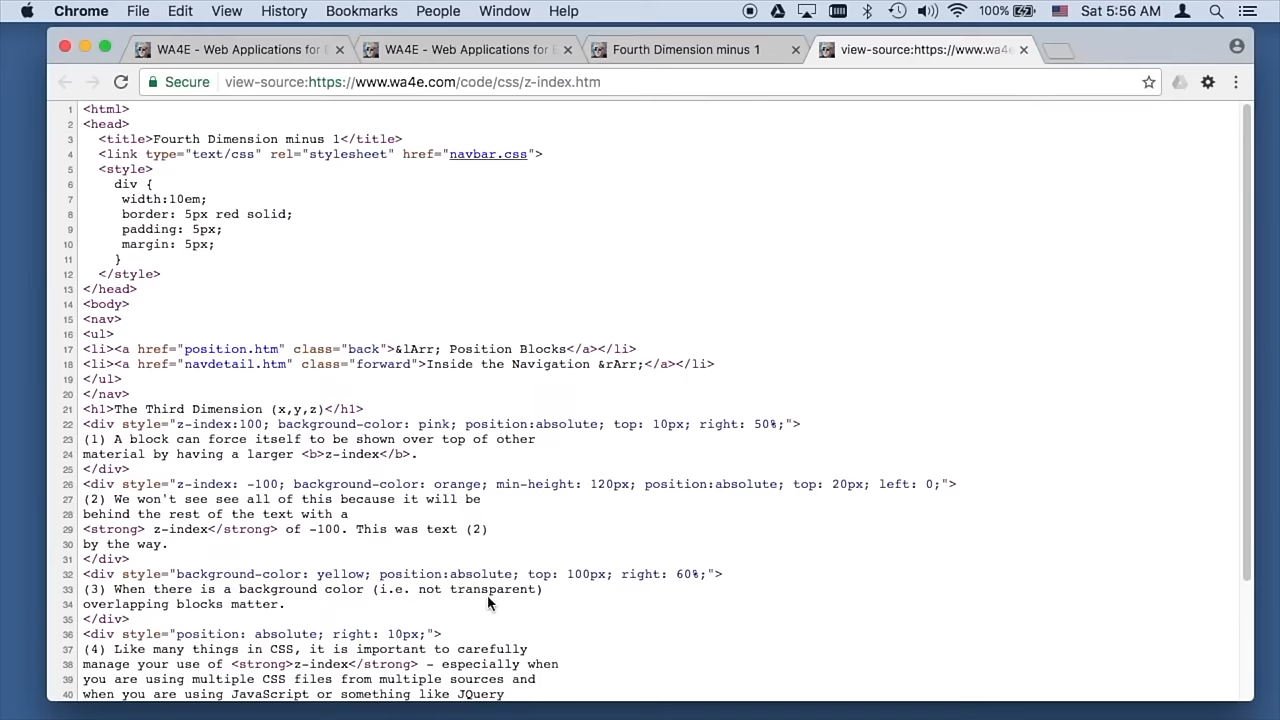 Chrome File Edit View History Bookmarks People Window Help 100% Sat 5:56 AM
WA4E - Web Applications for E
WA4E - Web Applications for E
Fourth Dimension minus 1
view-source:https://www.wa4e
Secure view-source:https://www.wa4e.com/code/css/z-index.htm
1 <html>
2 <head>
3 <title>Fourth Dimension minus 1</title>
4 <link type="text/css" rel="stylesheet" href="navbar.css">
5 <style>
6 div {
7 width:10em;
8 border: 5px red solid;
9 padding: 5px;
10 margin: 5px;
11 }
12 </style>
13 </head>
14 <body>
15 <nav>
16 <ul>
17 <li><a href="position.htm" class="back">&lArr; Position Blocks</a></li>
18 <li><a href="navdetail.htm" class="forward">Inside the Navigation &rArr;</a></li>
19 </ul>
20 </nav>
21 <h1>The Third Dimension (x,y,z)</h1>
22 <div style="z-index:100; background-color: pink; position:absolute; top: 10px; right: 50%;">
23 (1) A block can force itself to be shown over top of other
24 material by having a larger <b>z-index</b>.
25 </div>
26 <div style="z-index: -100; background-color: orange; min-height: 120px; position:absolute; top: 20px; left: 0;">
27 (2) We won't see see all of this because it will be
28 behind the rest of the text with a
29 <strong> z-index</strong> of -100. This was text (2)
30 by the way.
31 </div>
32 <div style="background-color: yellow; position:absolute; top: 100px; right: 60%;">
33 (3) When there is a background color (i.e. not transparent)
34 overlapping blocks matter.
35 </div>
36 <div style="position: absolute; right: 10px;">
37 (4) Like many things in CSS, it is important to carefully
38 manage your use of <strong>z-index</strong> - especially when
39 you are using multiple CSS files from multiple sources and
40 when you are using JavaScript or something like JQuery